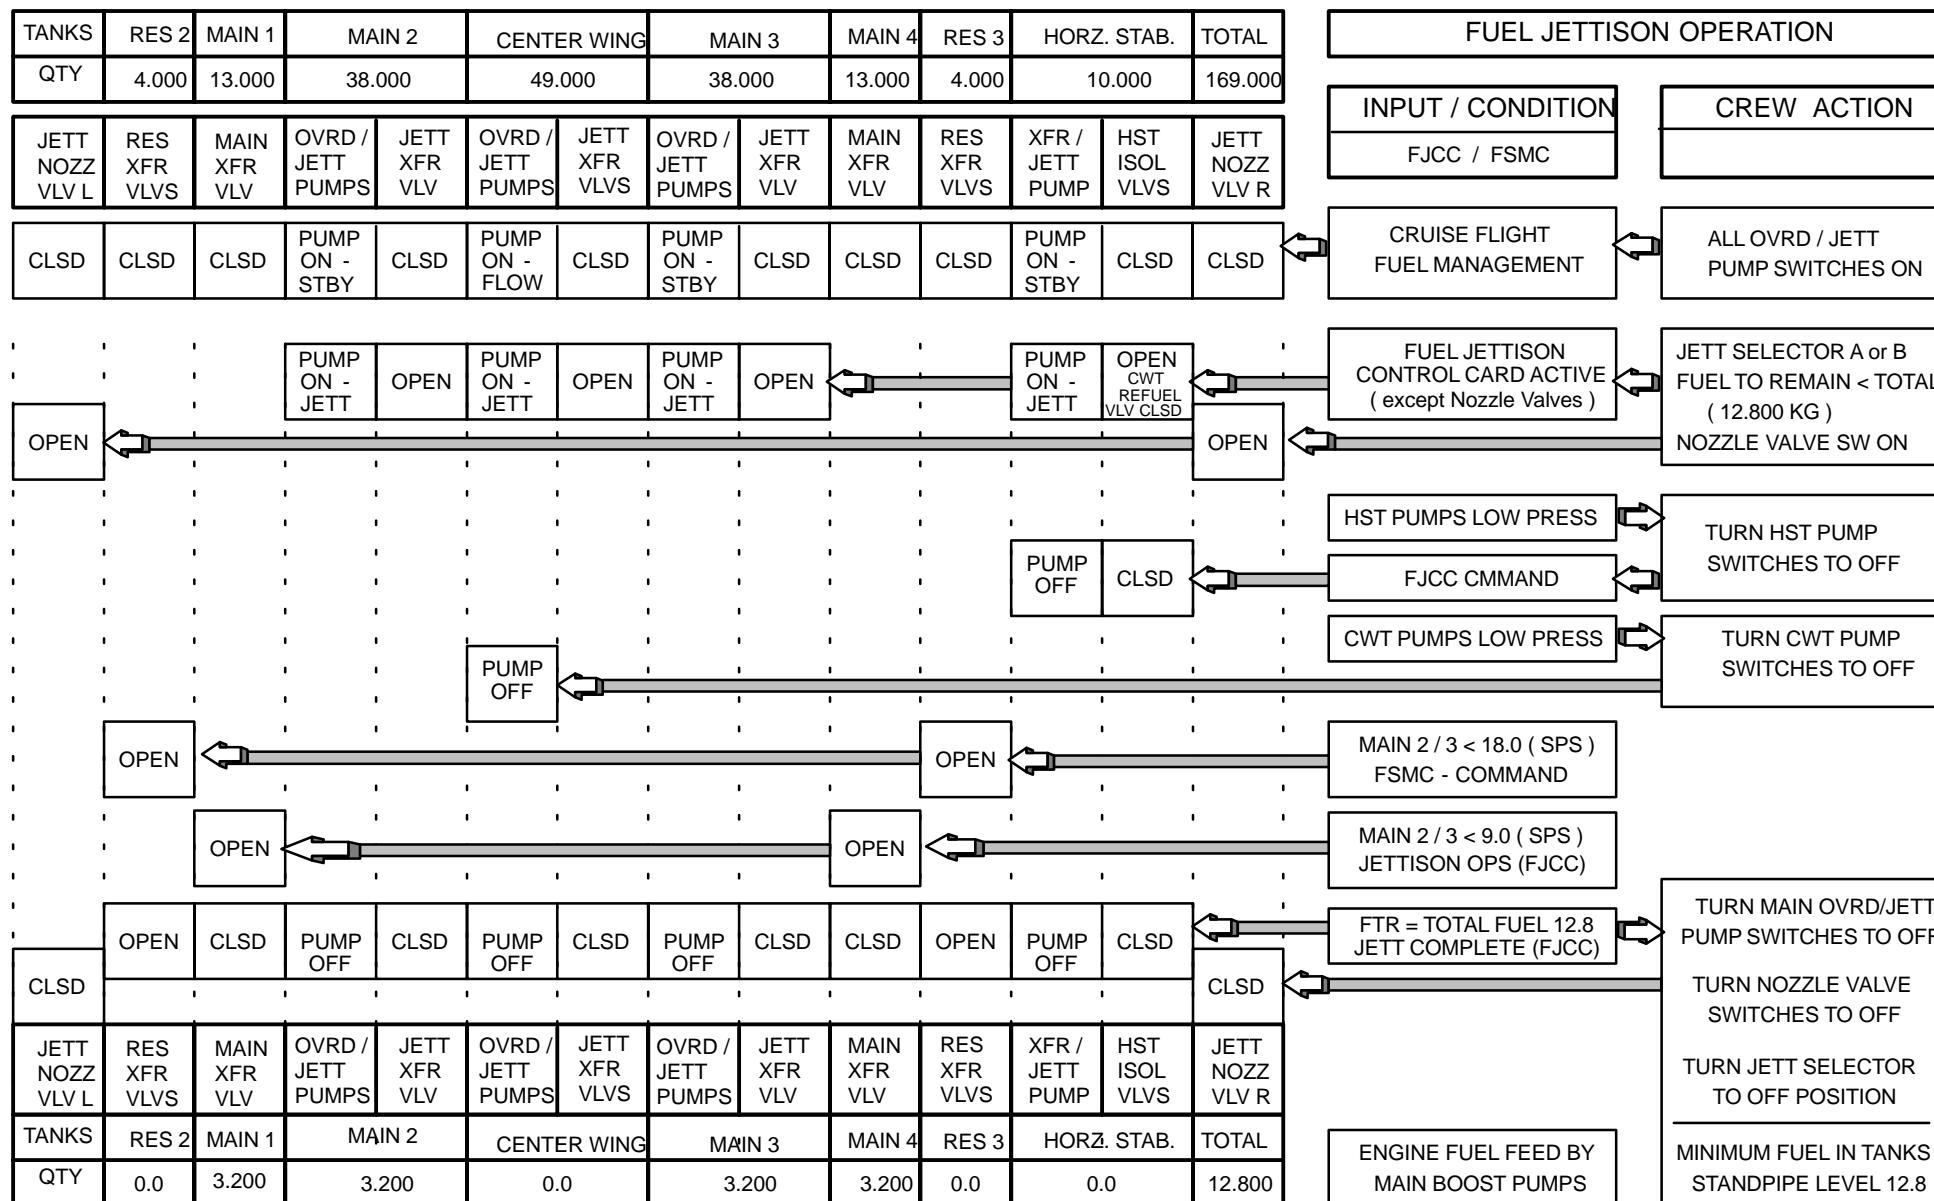 TANKS RES 2 MAIN 1 MAIN 2 CENTER WING MAIN 3 MAIN 4 RES 3 HORZ. STAB. TOTAL
QTY 4.000 13.000 38.000 49.000 38.000 13.000 4.000 10.000 169.000
FUEL JETTISON OPERATION
INPUT / CONDITION
FJCC / FSMC
CREW ACTION
JETT RES MAIN OVRD / JETT OVRD / JETT OVRD / JETT MAIN RES XFR / HST JETT
NOZZ XFR XFR JETT XFR JETT XFR JETT XFR XFR XFR JETT ISOL NOZZ
VLV L VLVS VLV PUMPS VLV PUMPS VLVS PUMPS VLV VLV VLVS PUMP VLVS VLV R
PUMP PUMP PUMP PUMP
CLSD CLSD CLSD ON - CLSD ON - CLSD ON - CLSD CLSD CLSD ON - CLSD CLSD
STBY FLOW STBY STBY
CRUISE FLIGHT
FUEL MANAGEMENT
ALL OVRD / JETT
PUMP SWITCHES ON
PUMP PUMP PUMP PUMP OPEN
ON - OPEN ON - OPEN ON - OPEN ON - CWT
JETT JETT JETT JETT REFUEL
VLV CLSD
FUEL JETTISON
CONTROL CARD ACTIVE
( except Nozzle Valves )
JETT SELECTOR A or B
FUEL TO REMAIN < TOTAL
( 12.800 KG )
NOZZLE VALVE SW ON
OPEN OPEN
HST PUMPS LOW PRESS
TURN HST PUMP
SWITCHES TO OFF
PUMP
OFF CLSD
FJCC CMMAND
CWT PUMPS LOW PRESS
TURN CWT PUMP
SWITCHES TO OFF
PUMP
OFF
OPEN OPEN
MAIN 2 / 3 < 18.0 ( SPS )
FSMC - COMMAND
OPEN OPEN
MAIN 2 / 3 < 9.0 ( SPS )
JETTISON OPS (FJCC)
OPEN CLSD PUMP CLSD PUMP CLSD PUMP CLSD CLSD OPEN PUMP CLSD
OFF OFF OFF OFF
CLSD CLSD
FTR = TOTAL FUEL 12.8
JETT COMPLETE (FJCC)
TURN MAIN OVRD/JETT
PUMP SWITCHES TO OFF
TURN NOZZLE VALVE
SWITCHES TO OFF
TURN JETT SELECTOR
TO OFF POSITION
JETT RES MAIN OVRD / JETT OVRD / JETT OVRD / JETT MAIN RES XFR / HST JETT
NOZZ XFR XFR JETT XFR JETT XFR JETT XFR XFR XFR JETT ISOL NOZZ
VLV L VLVS VLV PUMPS VLV PUMPS VLVS PUMPS VLV VLV VLVS PUMP VLVS VLV R
TANKS RES 2 MAIN 1 MAIN 2 CENTER WING MAIN 3 MAIN 4 RES 3 HORZ. STAB. TOTAL
QTY 0.0 3.200 3.200 0.0 3.200 3.200 0.0 0.0 12.800
ENGINE FUEL FEED BY
MAIN BOOST PUMPS
MINIMUM FUEL IN TANKS
STANDPIPE LEVEL 12.8